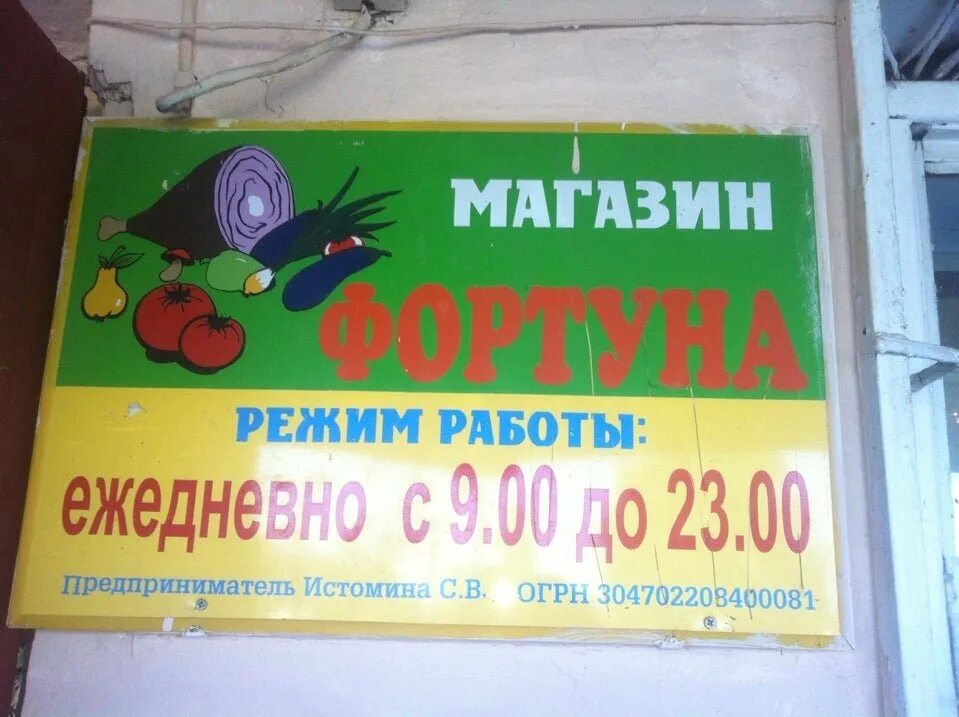 МАГАЗИН
ФОРТУНА
РЕЖИМ РАБОТЫ:
ежедневно с 9.00 до 23.00
Предприниматель Истомина С.В. ОГРН 304702208400081